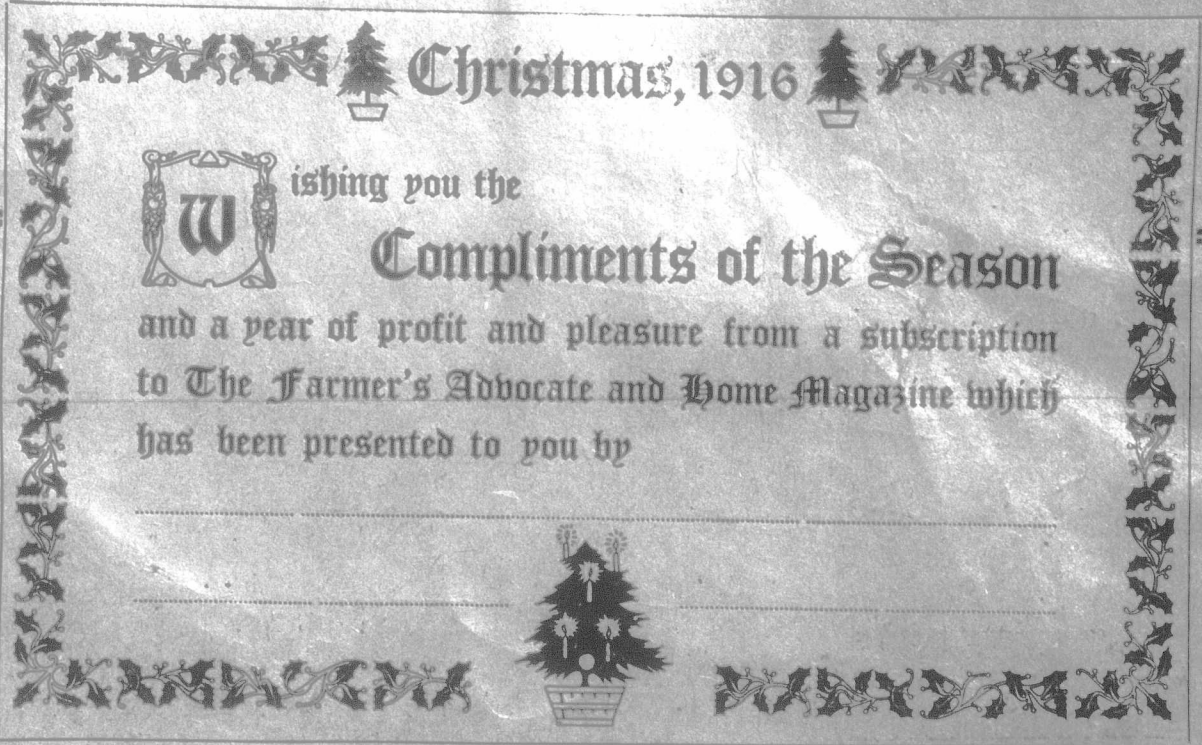 Christmas, 1916
Wishing you the
Compliments of the Season
and a year of profit and pleasure from a subscription
to The Farmer's Advocate and Home Magazine which
has been presented to you by